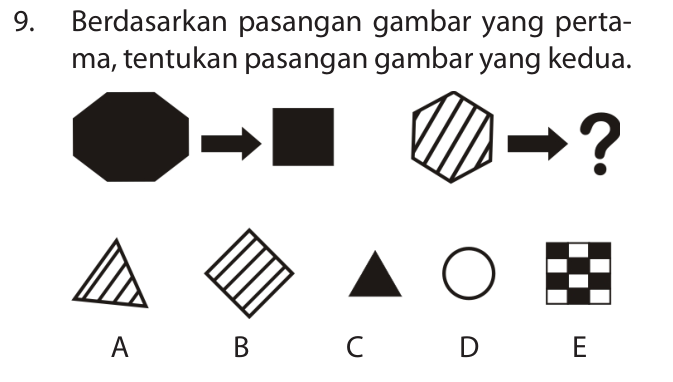 9. Berdasarkan pasangan gambar yang perta-
ma, tentukan pasangan gambar yang kedua.
?
A B C D E